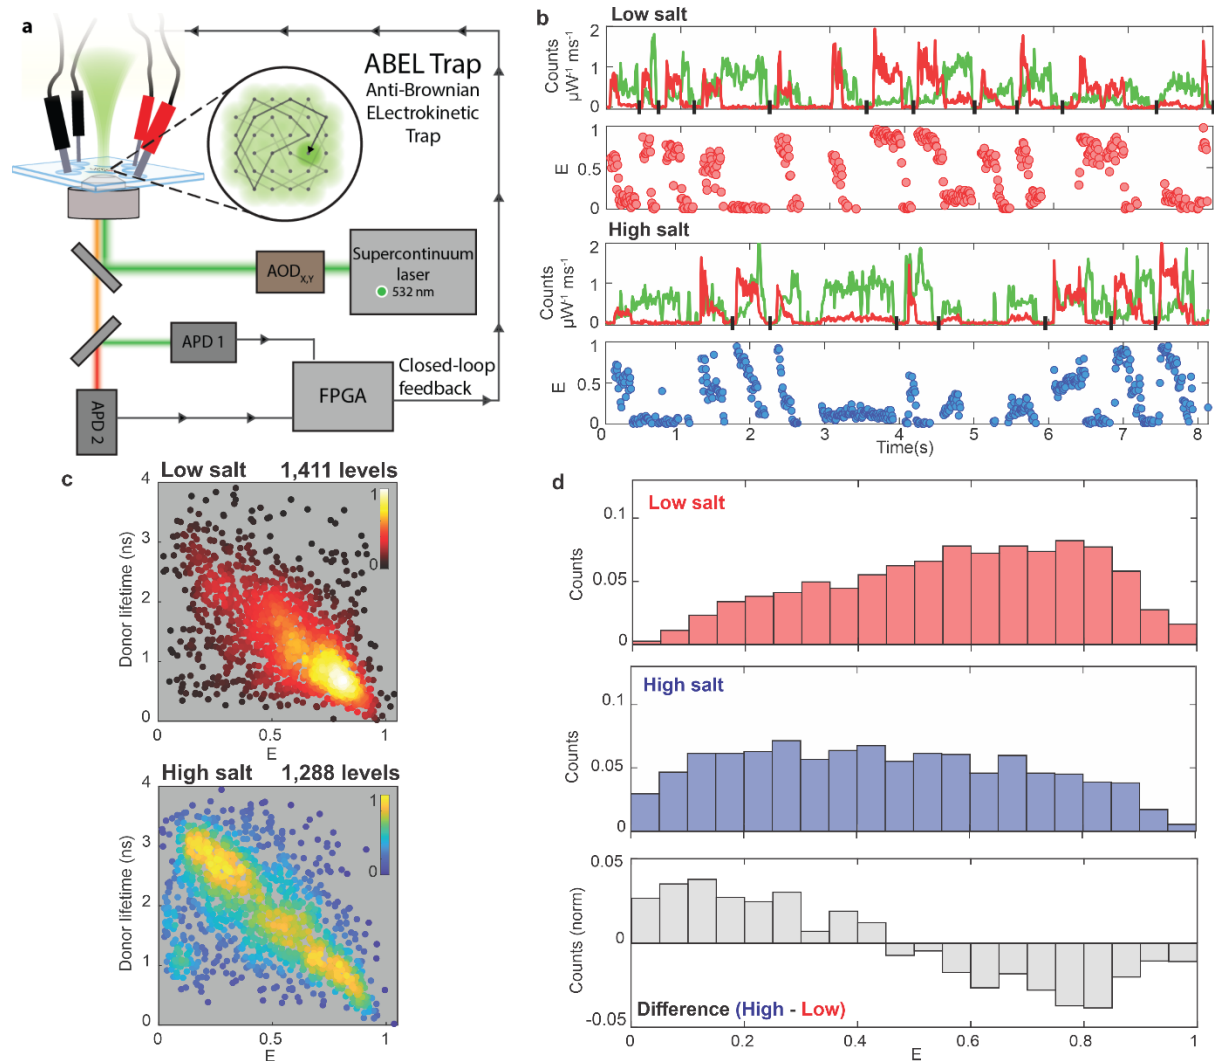 a
ABEL Trap
Anti-Brownian
ELectrokinetic
Trap
AOD X,Y
Supercontinuum
laser
532 nm
APD 1
APD 2
FPGA
Closed-loop
feedback
b
Low salt
Counts
µW⁻¹ ms⁻¹
2
1
0
E
1
0.5
0
High salt
Counts
µW⁻¹ ms⁻¹
2
1
0
E
1
0.5
0
0 1 2 3 4 5 6 7 8
Time(s)
c
Low salt 1,411 levels
Donor lifetime (ns)
4
3
2
1
0
0 0.5 1
E
1
0
High salt 1,288 levels
Donor lifetime (ns)
4
3
2
1
0
0 0.5 1
E
1
0
d
Low salt
Counts
0.1
0.05
0
High salt
Counts
0.1
0.05
0
Counts (norm)
0.05
0
-0.05
Difference (High - Low)
0 0.2 0.4 0.6 0.8 1
E